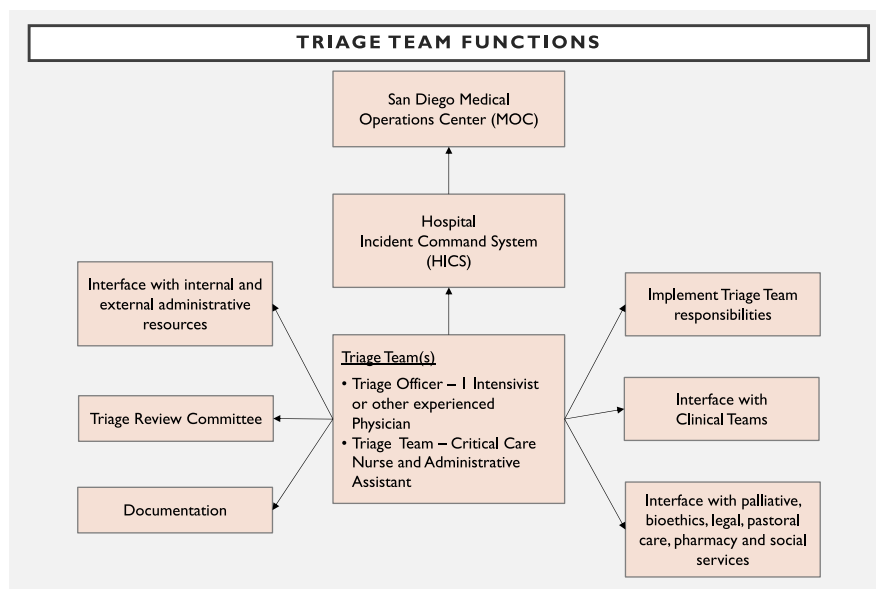 TRIAGE TEAM FUNCTIONS
San Diego Medical
Operations Center (MOC)
Hospital
Incident Command System
(HICS)
Interface with internal and
external administrative
resources
Triage Review Committee
Documentation
Triage Team(s)
• Triage Officer – 1 Intensivist
or other experienced
Physician
• Triage Team – Critical Care
Nurse and Administrative
Assistant
Implement Triage Team
responsibilities
Interface with
Clinical Teams
Interface with palliative,
bioethics, legal, pastoral
care, pharmacy and social
services